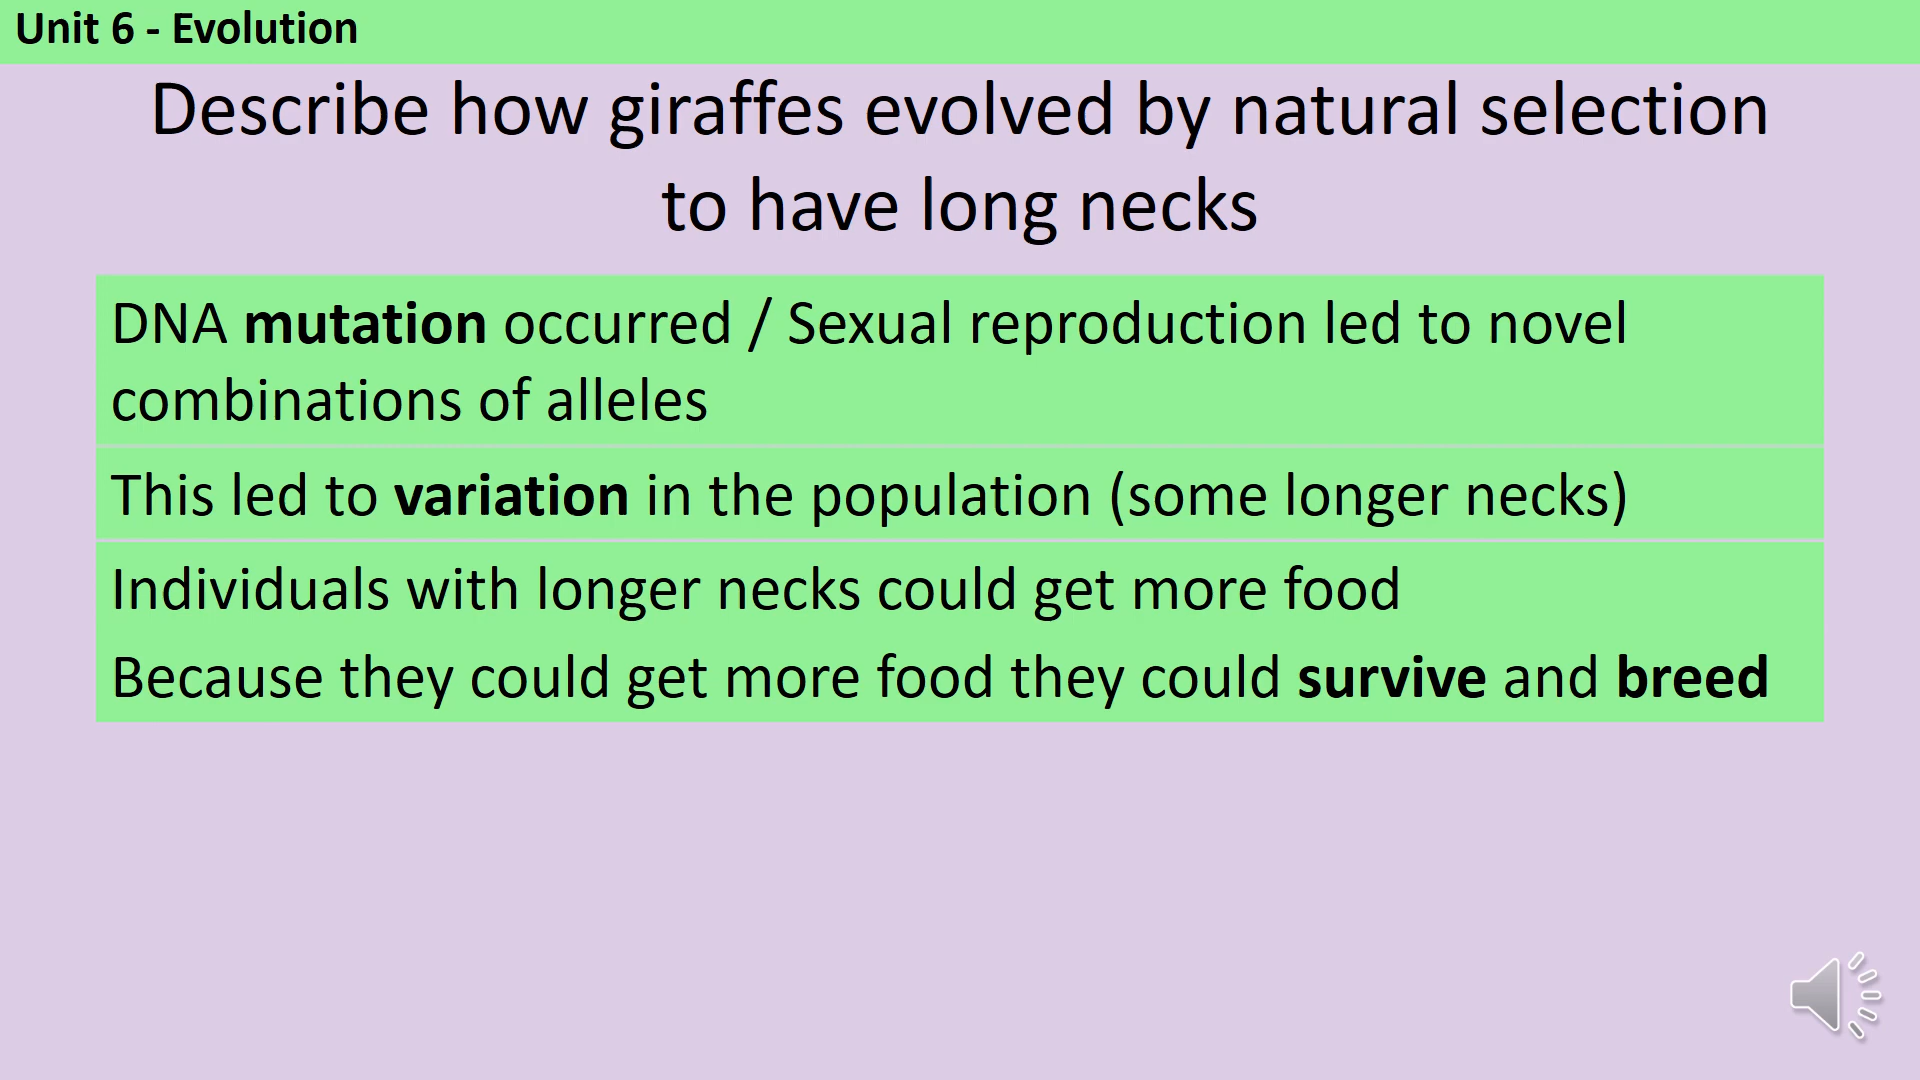 Unit 6 - Evolution
Describe how giraffes evolved by natural selection
to have long necks
DNA mutation occurred / Sexual reproduction led to novel
combinations of alleles
This led to variation in the population (some longer necks)
Individuals with longer necks could get more food
Because they could get more food they could survive and breed